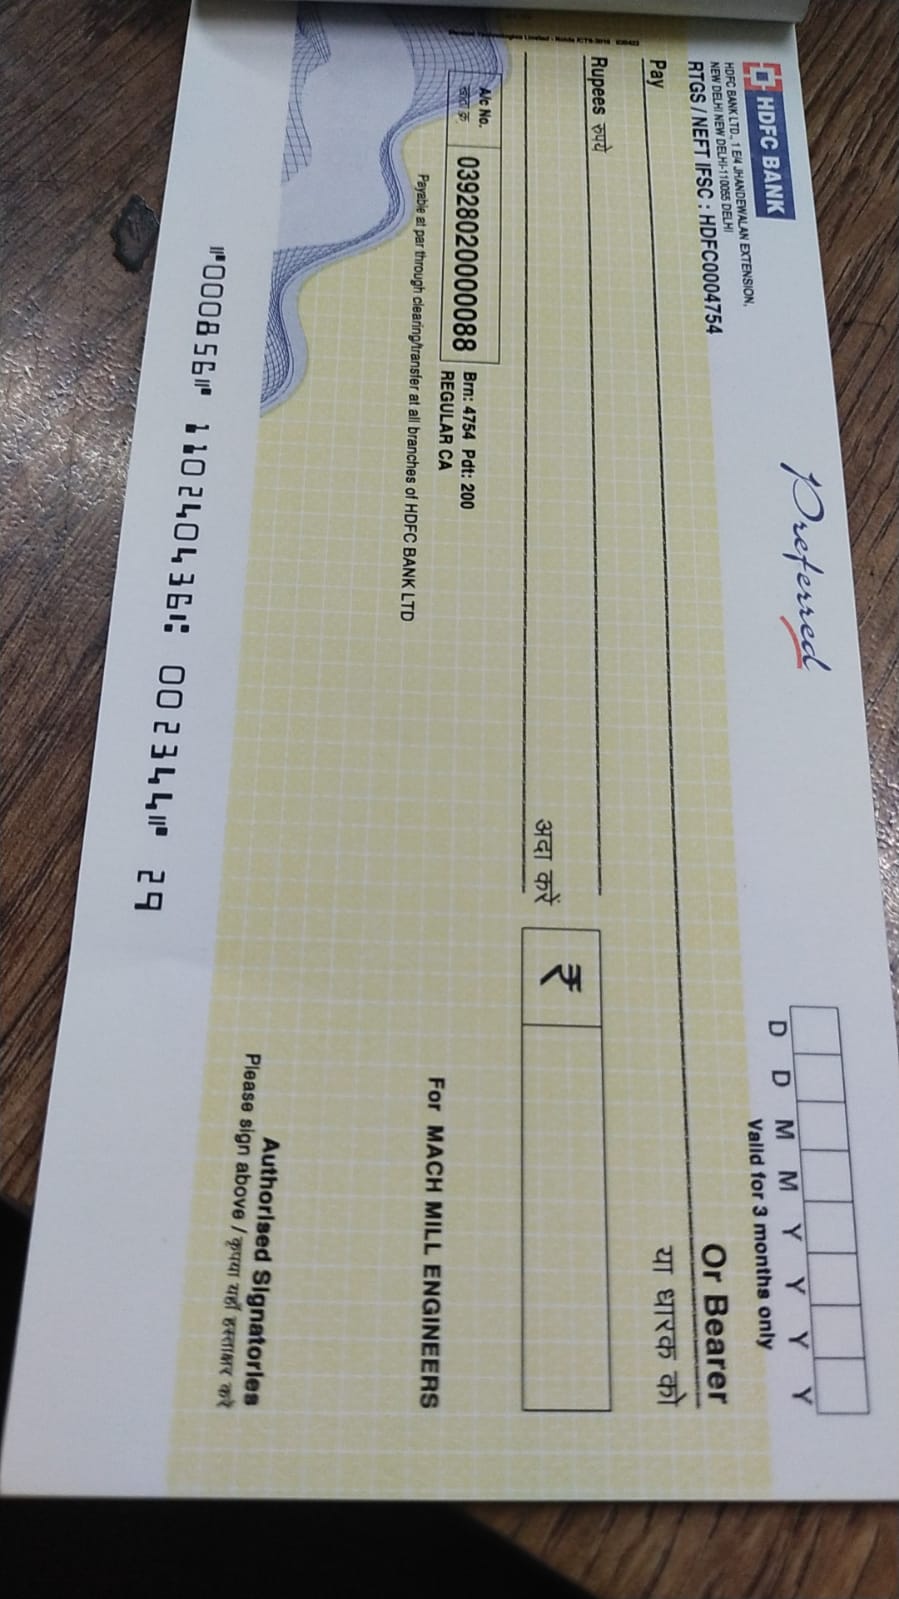 Preferred
HDFC BANK
HDFC BANK LTD., 1 E/4 JHANDEWALAN EXTENSION,
NEW DELHI NEW DELHI-110055 DELHI
RTGS / NEFT IFSC : HDFC0004754
D D M M Y Y Y Y
Valid for 3 months only
Pay
Or Bearer
या धारक को
Rupees रुपये
अदा करें
₹
A/c No.
खाता क्र.
03928020000088
Brn: 4754 Pdt: 200
REGULAR CA
Payable at par through clearing/transfer at all branches of HDFC BANK LTD
For MACH MILL ENGINEERS
Authorised Signatories
Please sign above / कृपया यहाँ हस्ताक्षर करें
⑈000856⑈ 110240436⑆ 002344⑈ 29